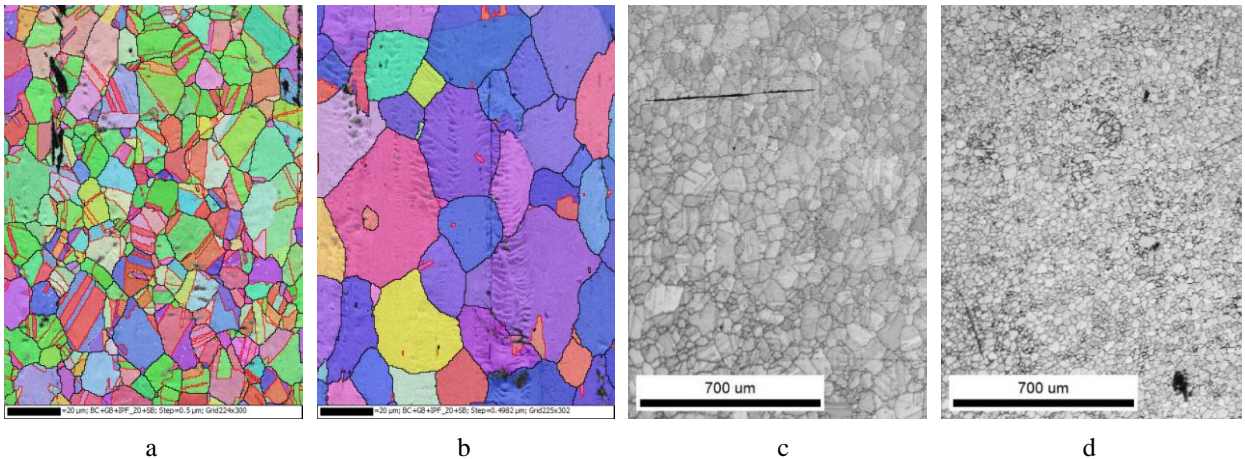 =20 µm; BC+GB+IPF_Z0+SB; Step=0.5 µm; Grid224x300
=20 µm; BC+GB+IPF_Z0+SB; Step=0.4982 µm; Grid225x302
700 um
700 um
a
b
c
d